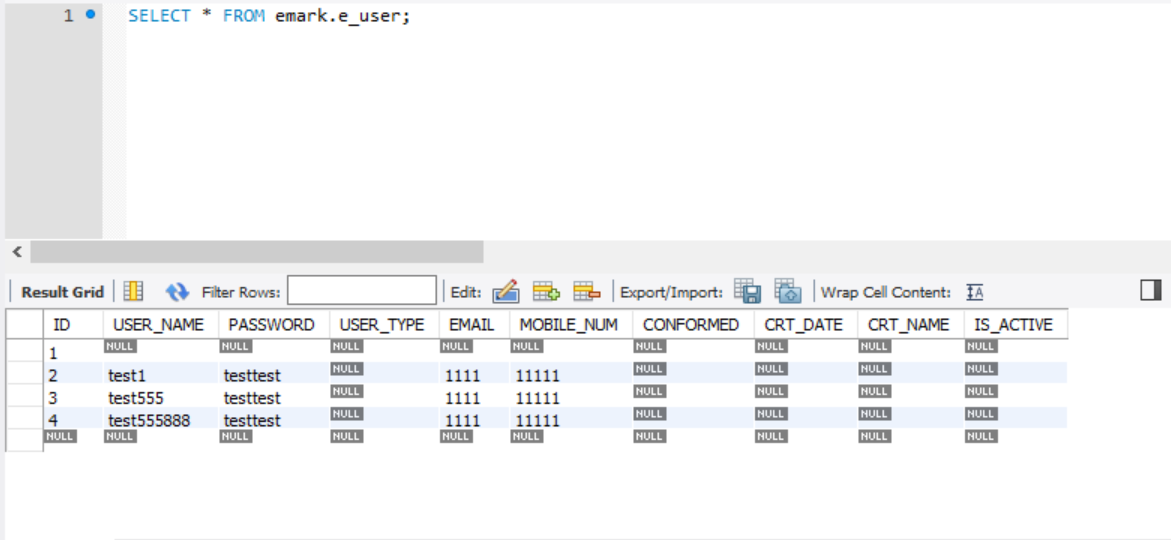 1 SELECT * FROM emark.e_user;
Result Grid Filter Rows: Edit: Export/Import: Wrap Cell Content: IA
ID USER_NAME PASSWORD USER_TYPE EMAIL MOBILE_NUM CONFORMED CRT_DATE CRT_NAME IS_ACTIVE
1 NULL NULL NULL NULL NULL NULL NULL NULL NULL
2 test1 testtest NULL 1111 11111 NULL NULL NULL NULL
3 test555 testtest NULL 1111 11111 NULL NULL NULL NULL
4 test555888 testtest NULL 1111 11111 NULL NULL NULL NULL
NULL NULL NULL NULL NULL NULL NULL NULL NULL NULL